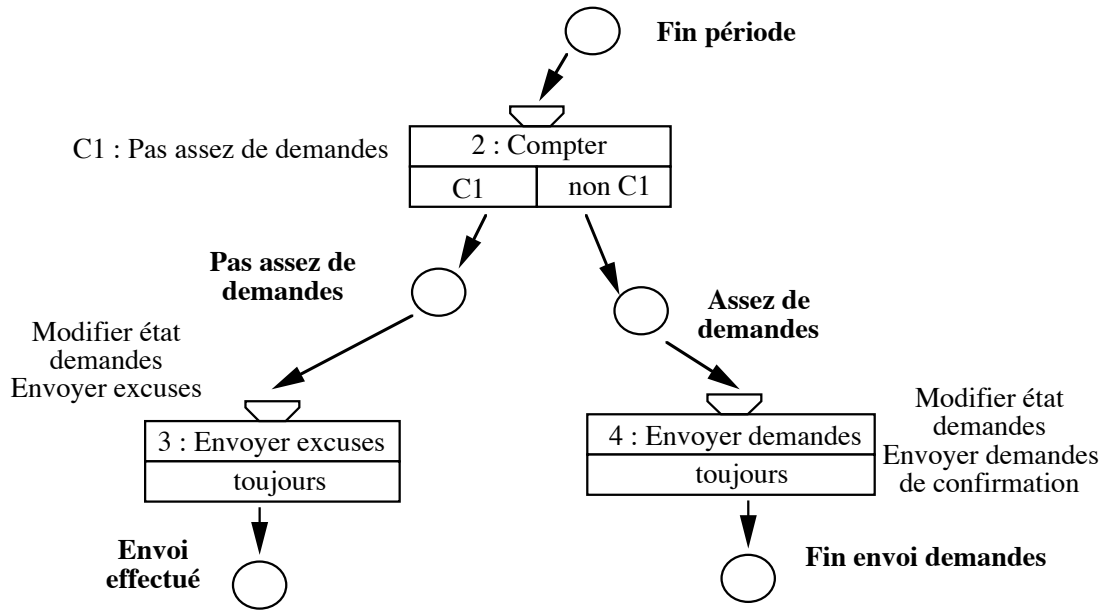 Fin période
C1 : Pas assez de demandes
2 : Compter
C1
non C1
Pas assez de
demandes
Assez de
demandes
Modifier état
demandes
Envoyer excuses
3 : Envoyer excuses
toujours
4 : Envoyer demandes
toujours
Modifier état
demandes
Envoyer demandes
de confirmation
Envoi
effectué
Fin envoi demandes